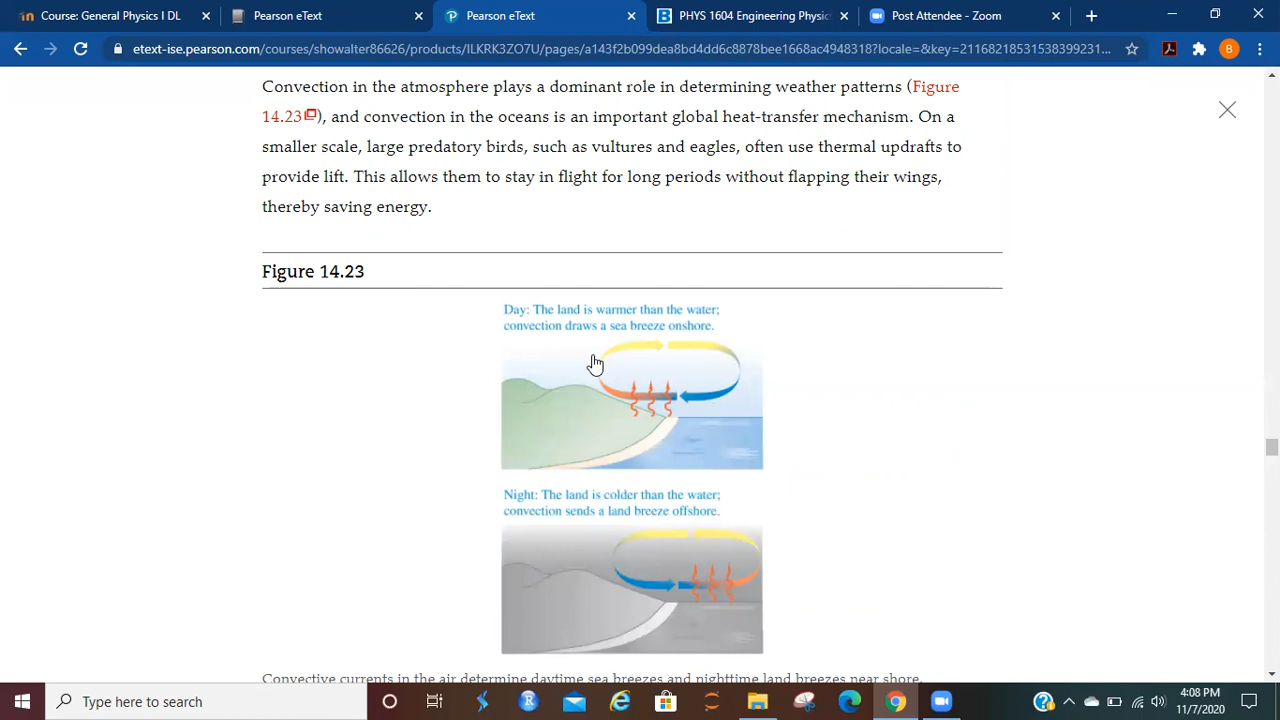 Course: General Physics I DL
Pearson eText
Pearson eText
PHYS 1604 Engineering Physic
Post Attendee - Zoom
etext-ise.pearson.com/courses/showalter86626/products/ILKRK3ZO7U/pages/a143f2b099dea8bd4dd6c8878bee1668ac4948318?locale=&key=21168218531538399231...
Convection in the atmosphere plays a dominant role in determining weather patterns (Figure
14.23), and convection in the oceans is an important global heat-transfer mechanism. On a
smaller scale, large predatory birds, such as vultures and eagles, often use thermal updrafts to
provide lift. This allows them to stay in flight for long periods without flapping their wings,
thereby saving energy.
Figure 14.23
Day: The land is warmer than the water;
convection draws a sea breeze onshore.
Night: The land is colder than the water;
convection sends a land breeze offshore.
Convective currents in the air determine daytime sea breezes and nighttime land breezes near shore.
Type here to search
4:08 PM
11/7/2020